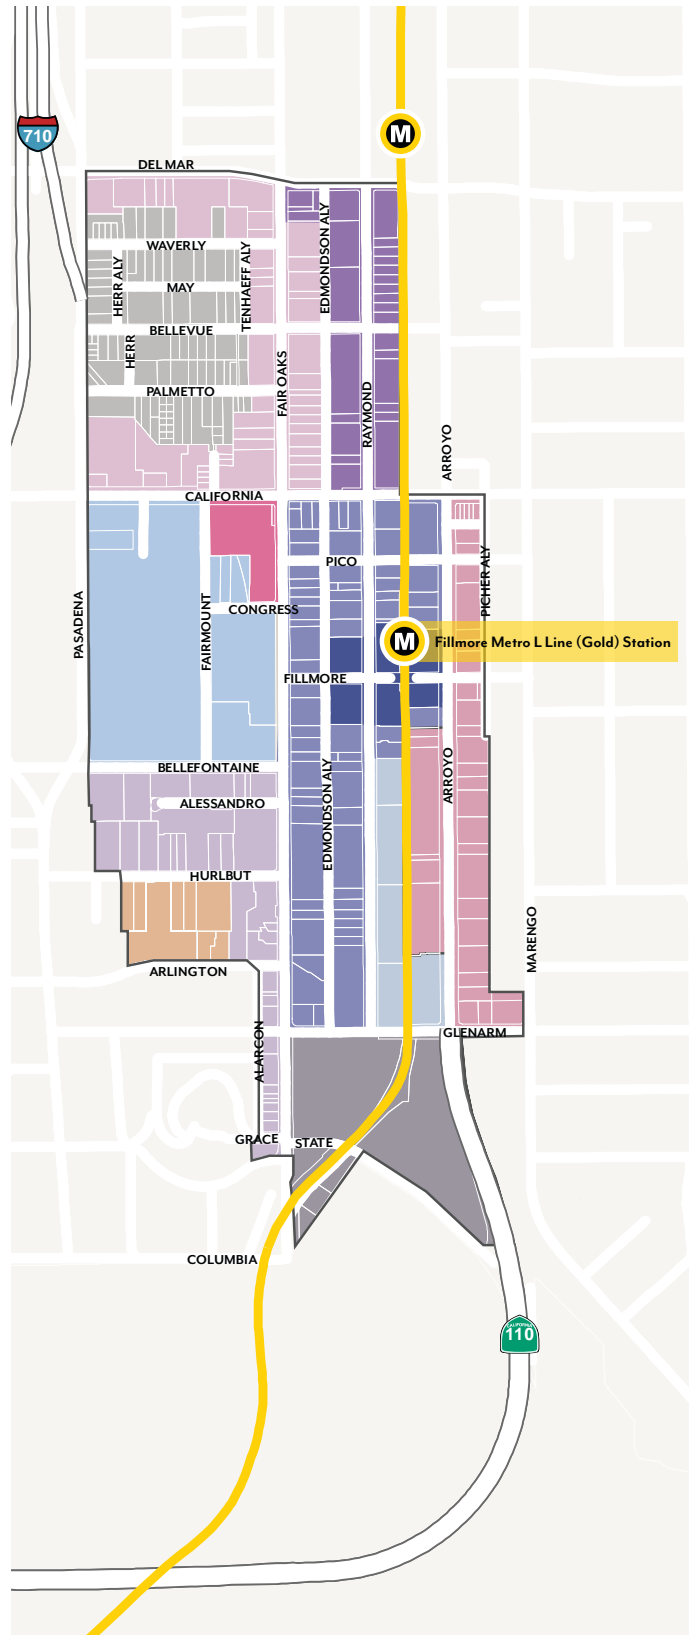 710
M
DEL MAR
WAVERLY
HERR ALY
TENHAEFF ALY
EDMONDSON ALY
MAY
BELLEVUE
HERR
FAIR OAKS
PALMETTO
RAYMOND
ARROYO
CALIFORNIA
PICO
PICHER ALY
PASADENA
FAIRMOUNT
CONGRESS
M
Fillmore Metro L Line (Gold) Station
FILLMORE
BELLEFONTAINE
EDMONDSON ALY
ARROYO
ALESSANDRO
HURLBUT
MARENGO
ARLINGTON
ALARCON
GLENARM
GRACE
STATE
COLUMBIA
CALIFORNIA
110